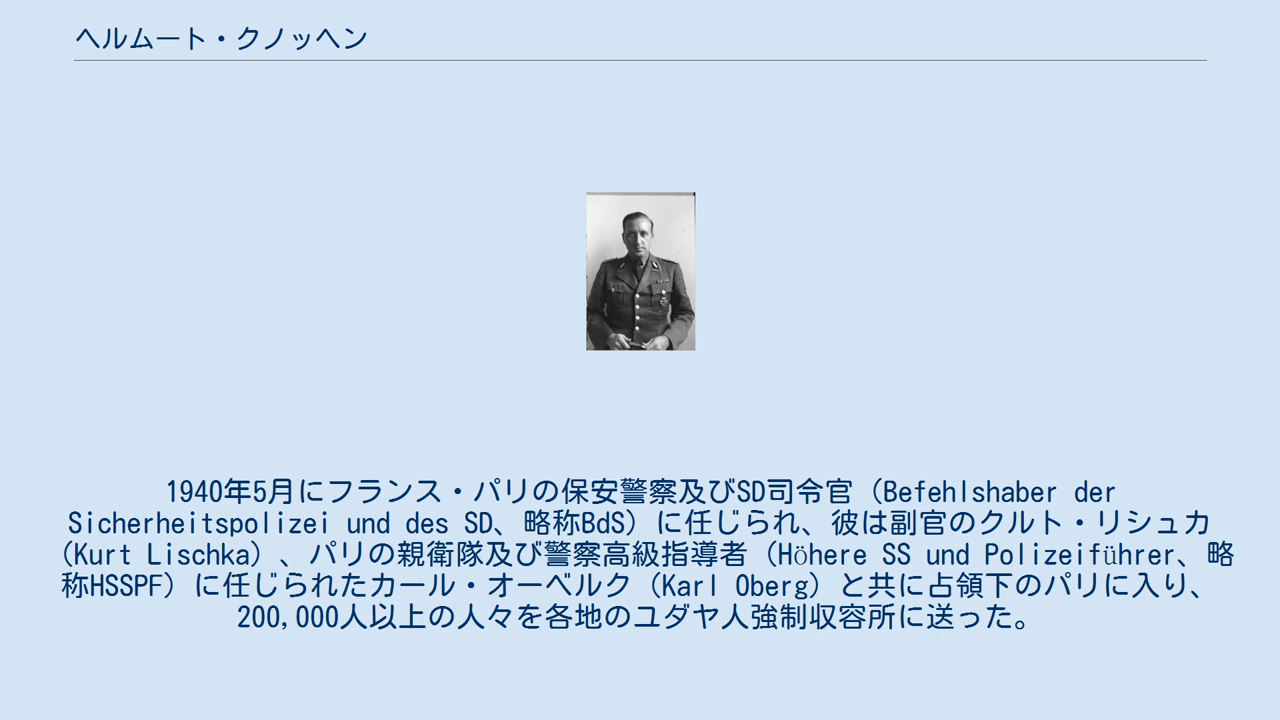 ヘルムート・クノッヘン
1940年5月にフランス・パリの保安警察及びSD司令官（Befehlshaber der
Sicherheitspolizei und des SD、略称BdS）に任じられ、彼は副官のクルト・リシュカ
(Kurt Lischka）、パリの親衛隊及び警察高級指導者（Höhere SS und Polizeiführer、略
称HSSPF）に任じられたカール・オーベルク（Karl Oberg）と共に占領下のパリに入り、
200,000人以上の人々を各地のユダヤ人強制収容所に送った。